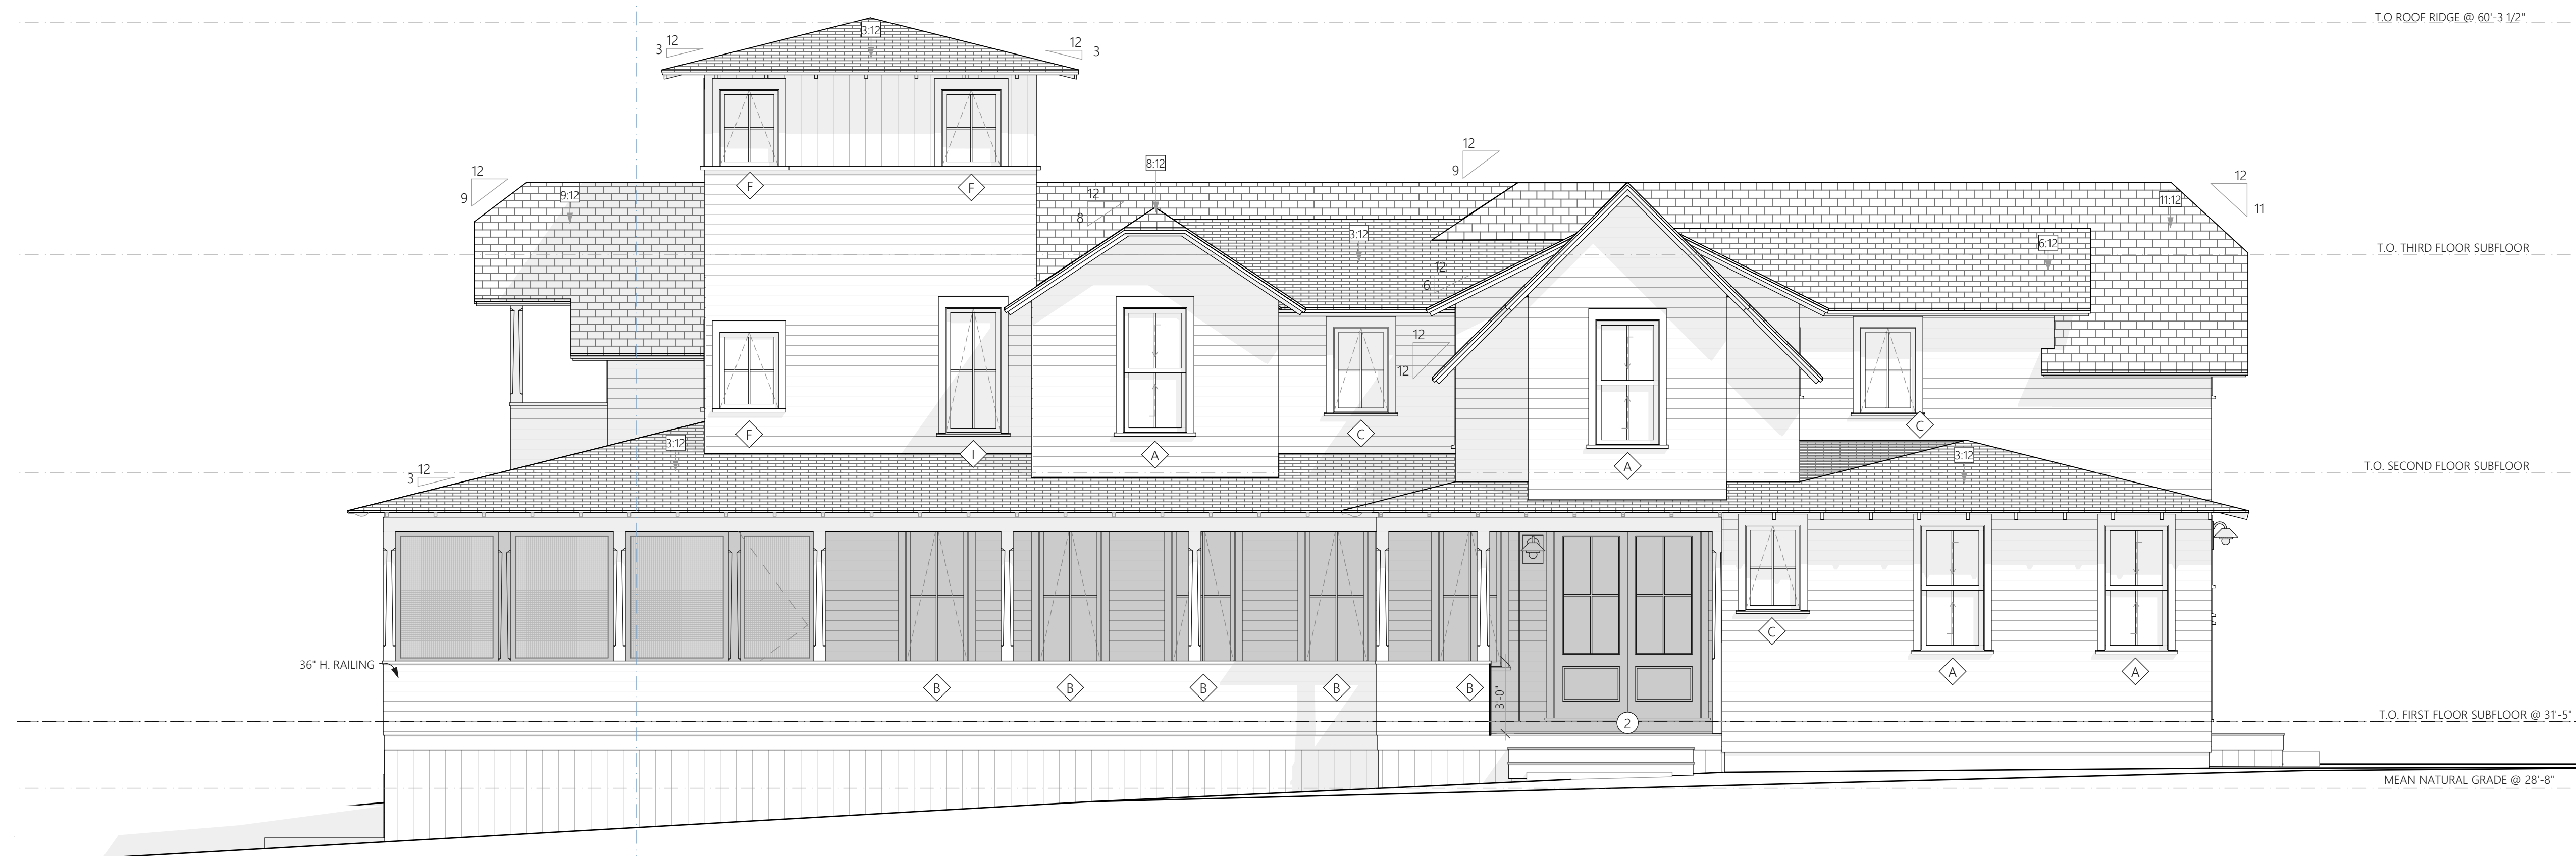 T.O ROOF RIDGE @ 60'-3 1/2"
3:12
12
3
12
3
12
9
12
8:12
9
F
F
12
9:12
11:12
11
12
8
3:12
6:12
T.O. THIRD FLOOR SUBFLOOR
12
6
12
12
F
I
A
C
A
C
3:12
3:12
12
3
T.O. SECOND FLOOR SUBFLOOR
C
36" H. RAILING
A
A
B
B
B
B
B
3'-0"
2
T.O. FIRST FLOOR SUBFLOOR @ 31'-5"
MEAN NATURAL GRADE @ 28'-8"